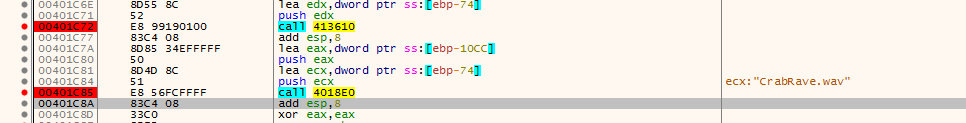 00401C6E 8D55 8C lea edx,dword ptr ss:[ebp-74]
00401C71 52 push edx
00401C72 E8 99190100 call 413610
00401C77 83C4 08 add esp,8
00401C7A 8D85 34EFFFFF lea eax,dword ptr ss:[ebp-10CC]
00401C80 50 push eax
00401C81 8D4D 8C lea ecx,dword ptr ss:[ebp-74]
00401C84 51 push ecx ecx:"CrabRave.wav"
00401C85 E8 56FCFFFF call 4018E0
00401C8A 83C4 08 add esp,8
00401C8D 33C0 xor eax,eax